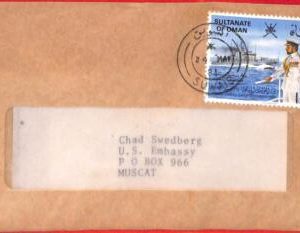 SULTANATE
OF OMAN
Chad Swedberg
U.S. Embassy
P O BOX 966
MUSCAT